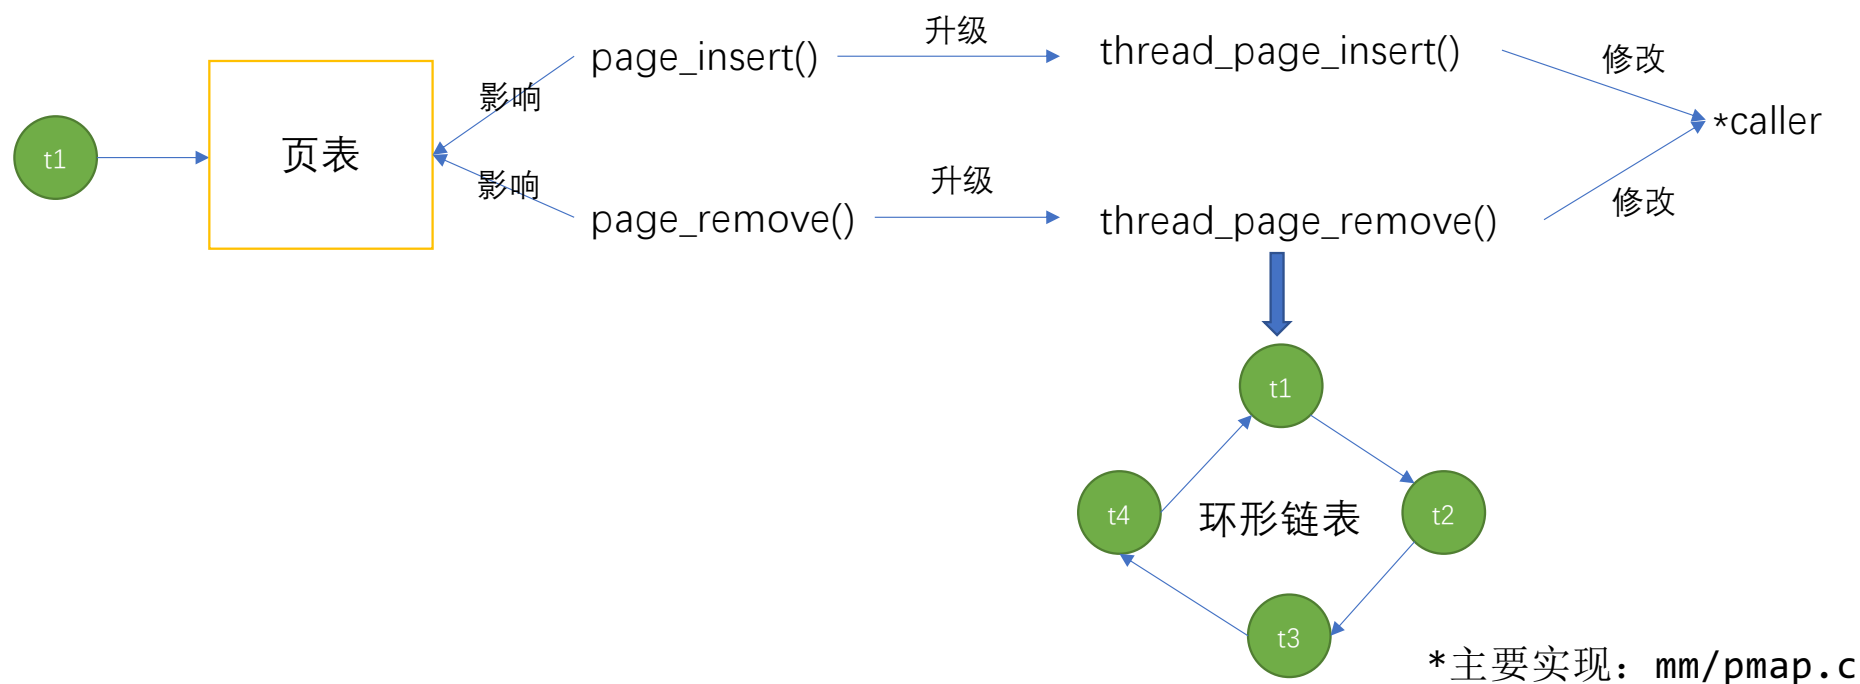 升级
page_insert()
thread_page_insert()
修改
影响
*caller
t1
页表
影响
升级
修改
page_remove()
thread_page_remove()
t1
t4
环形链表
t2
t3
*主要实现：mm/pmap.c